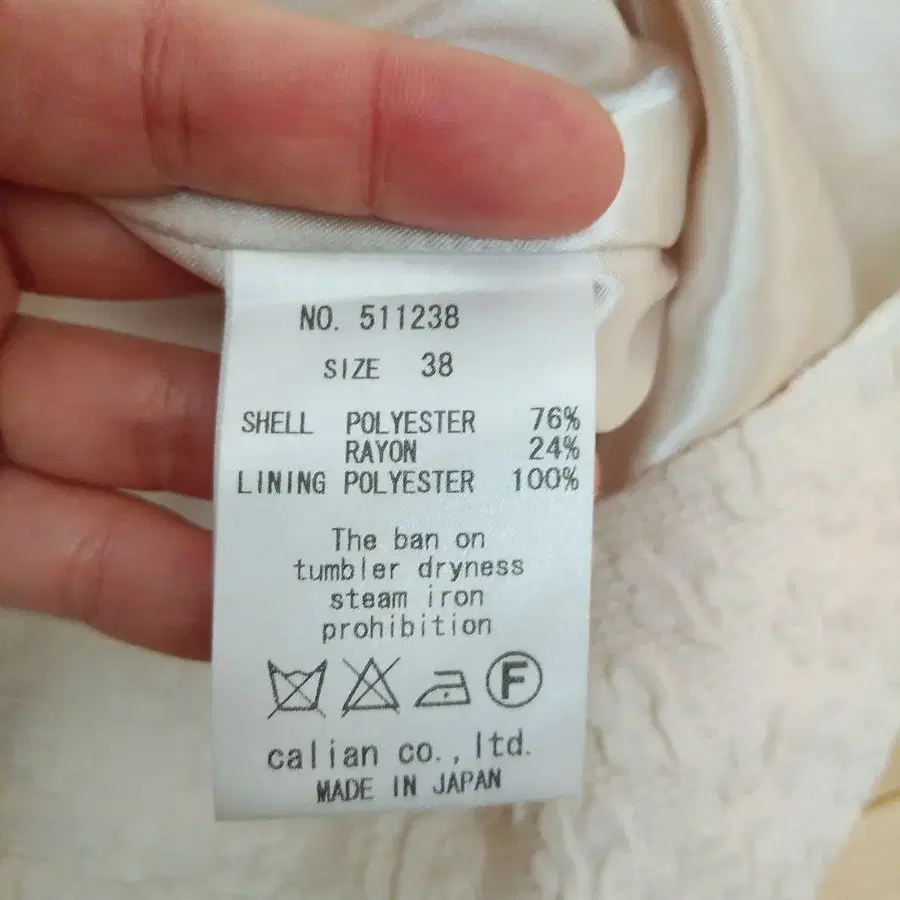 NO. 511238
SIZE 38
SHELL POLYESTER 76%
RAYON 24%
LINING POLYESTER 100%
The ban on
tumbler dryness
steam iron
prohibition
F
calian co., ltd.
MADE IN JAPAN